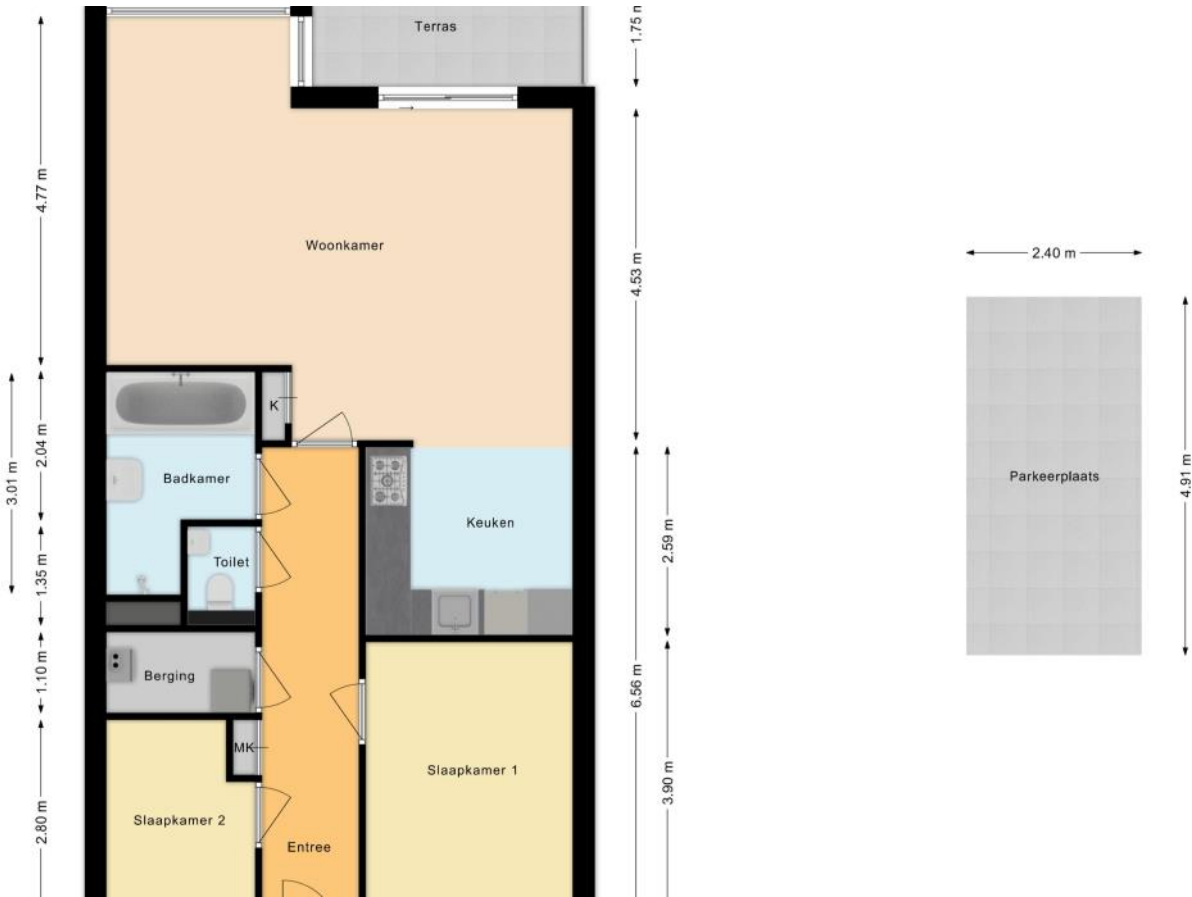 Terras
1.75 m
4.77 m
Woonkamer
4.53 m
2.40 m
4.91 m
Parkeerplaats
K
3.01 m
2.04 m
Badkamer
Keuken
2.59 m
1.35 m
Toilet
Berging
1.10 m
6.56 m
MK
Slaapkamer 1
3.90 m
2.80 m
Slaapkamer 2
Entree